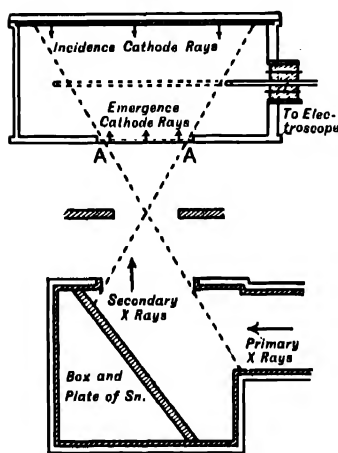 Incidence Cathode Rays
Emergence
Cathode Rays
To Elec-
troscope
A
A
Secondary
X Rays
Primary
X Rays
Box and
Plate of Sn.